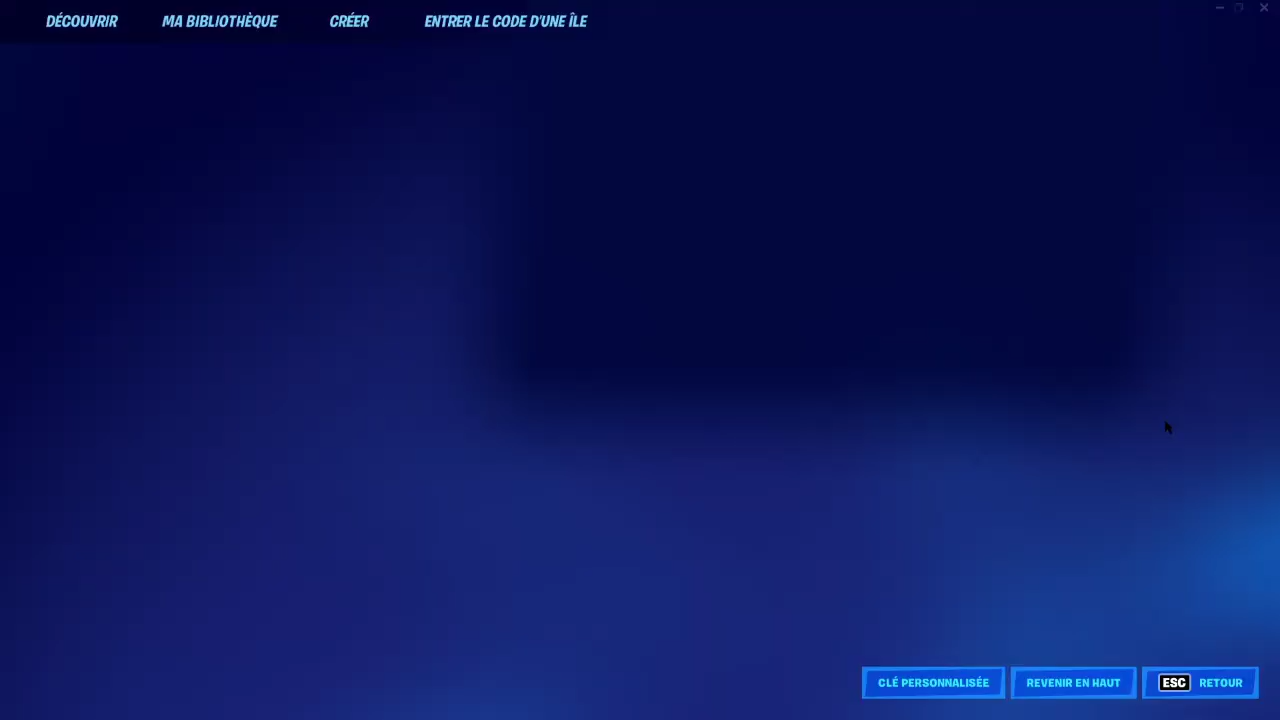 DÉCOUVRIR MA BIBLIOTHÈQUE CRÉER ENTRER LE CODE D'UNE ÎLE
CLÉ PERSONNALISÉE REVENIR EN HAUT ESC RETOUR